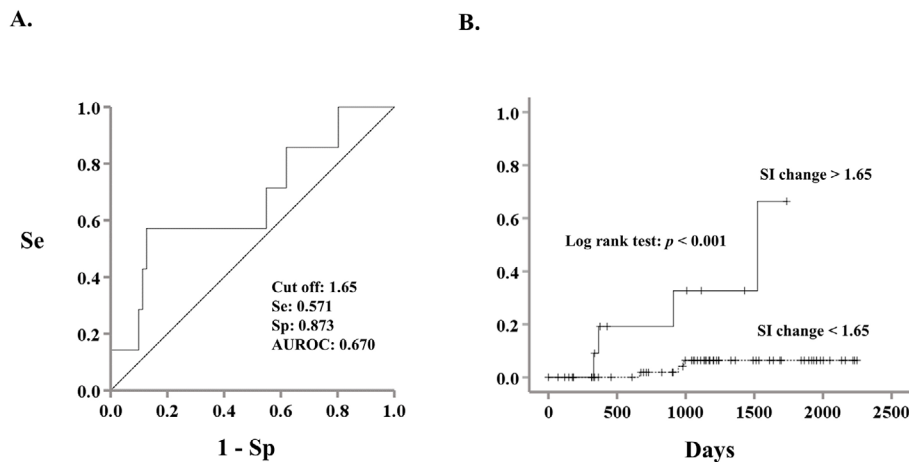 A.
1.0
0.8
0.6
0.4
0.2
0.0
Se
Cut off: 1.65
Se: 0.571
Sp: 0.873
AUROC: 0.670
0.0 0.2 0.4 0.6 0.8 1.0
1 - Sp
B.
1.0
0.8
0.6
0.4
0.2
0.0
SI change > 1.65
Log rank test: p < 0.001
SI change < 1.65
0 500 1000 1500 2000 2500
Days